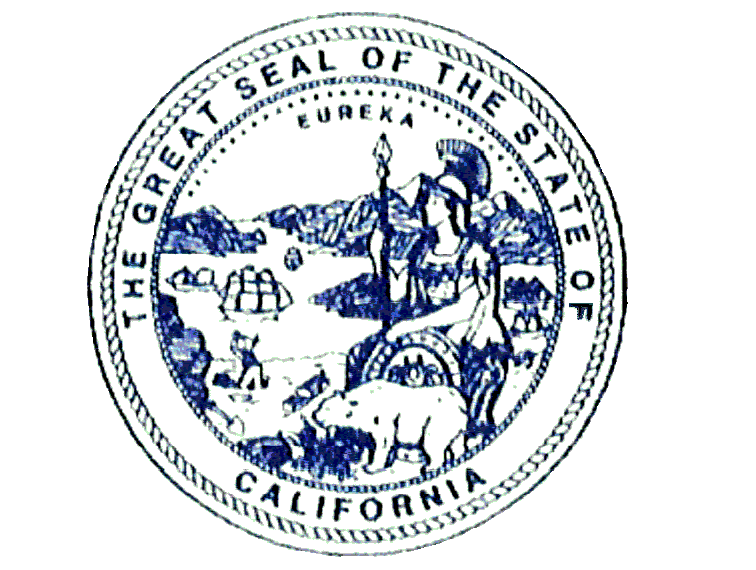 THE GREAT SEAL OF THE STATE OF
EUREKA
CALIFORNIA